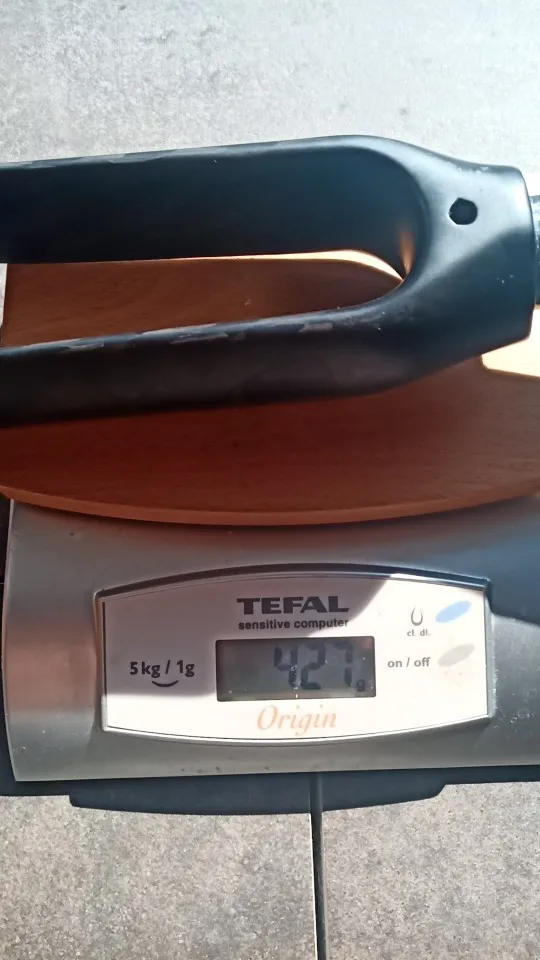 TEFAL
sensitive computer
cl. dl.
5kg / 1g
427g
on / off
Origin